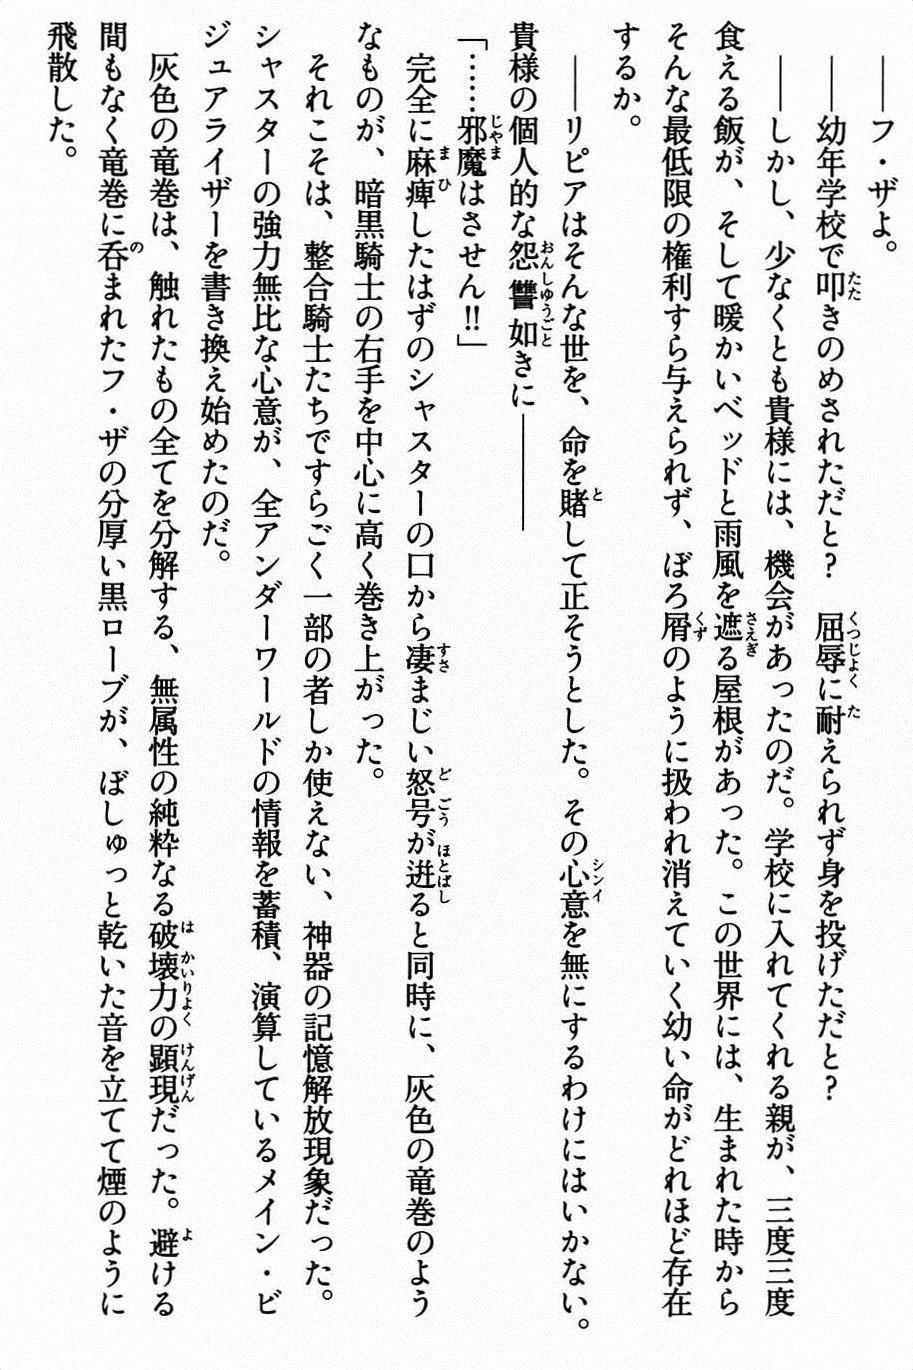 ――フ・ザよ。
――幼年学校で叩きのめされただと？　屈辱に耐えられず身を投げただと？
――しかし、少なくとも貴様には、機会があったのだ。学校に入れてくれる親が、三度三度
食える飯が、そして暖かいベッドと雨風を遮る屋根があった。この世界には、生まれた時から
そんな最低限の権利すら与えられず、ぼろ屑のように扱われ消えていく幼い命がどれほど存在
するか。
――リピアはそんな世を、命を賭して正そうとした。その心意を無にするわけにはいかない。
貴様の個人的な怨讐如きに――――
「……邪魔はさせん!!」
完全に麻痺したはずのシャスターの口から凄まじい怒号が迸ると同時に、灰色の竜巻のよう
なものが、暗黒騎士の右手を中心に高く巻き上がった。
それこそは、整合騎士たちですらごく一部の者しか使えない、神器の記憶解放現象だった。
シャスターの強力無比な心意が、全アンダーワールドの情報を蓄積、演算しているメイン・ビ
ジュアライザーを書き換え始めたのだ。
灰色の竜巻は、触れたもの全てを分解する、無属性の純粋なる破壊力の顕現だった。避ける
間もなく竜巻に呑まれたフ・ザの分厚い黒ローブが、ぼしゅっと乾いた音を立てて煙のように
飛散した。